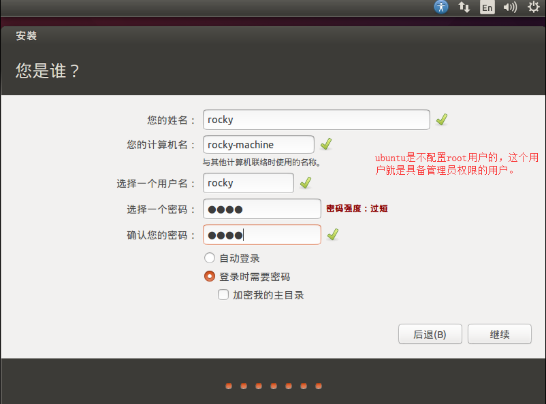 En
安装
您是谁？
您的姓名： rocky
您的计算机名： rocky-machine
与其他计算机联络时使用的名称。
ubuntu是不配置root用户的，这个用
户就是具备管理员权限的用户。
选择一个用户名： rocky
选择一个密码： ●●●● 密码强度：过短
确认您的密码： ●●●●
自动登录
登录时需要密码
加密我的主目录
后退(B) 继续